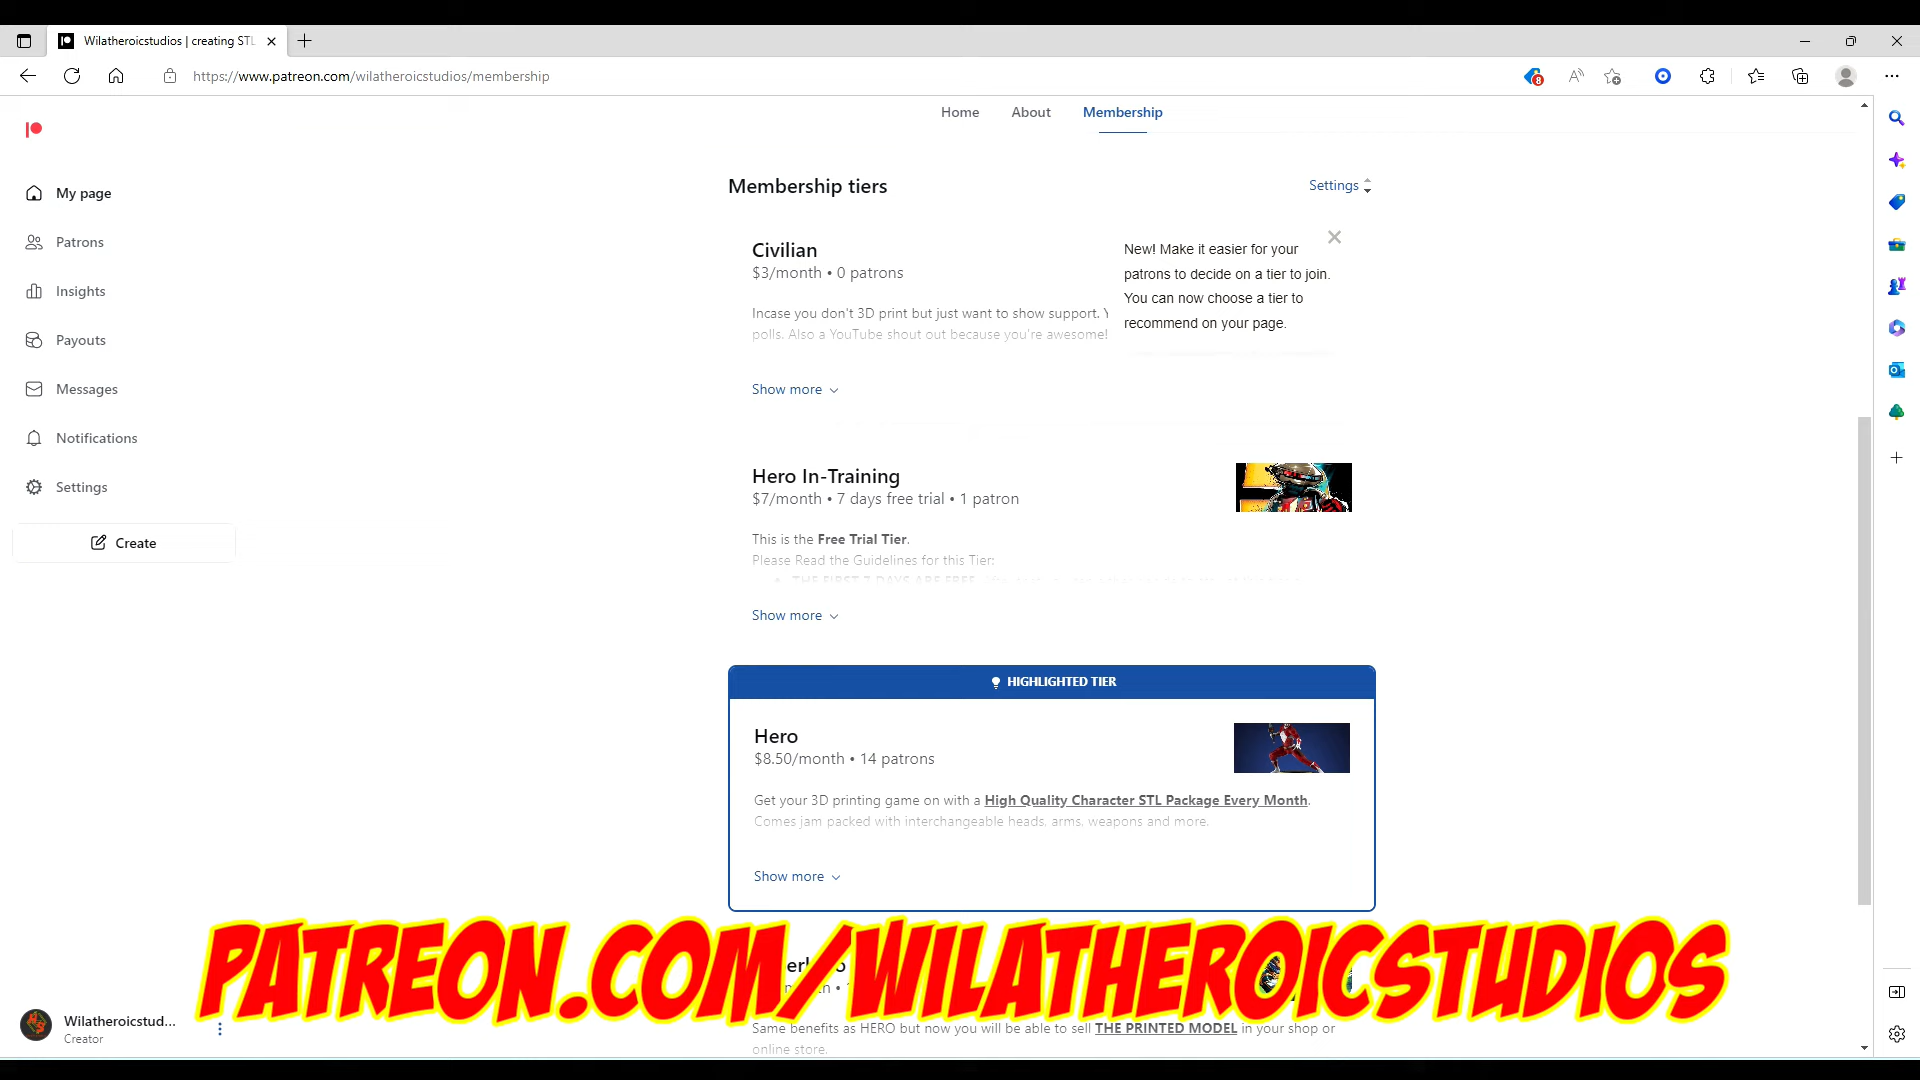 Wilatheroicstudios | creating STL
https://www.patreon.com/wilatheroicstudios/membership
8
Home About Membership
My page
Patrons
Insights
Payouts
Messages
Notifications
Settings
Create
Membership tiers
Settings
Civilian
$3/month • 0 patrons
Incase you don't 3D print but just want to show support.
polls. Also a YouTube shout out because you're awesome!
Show more
New! Make it easier for your
patrons to decide on a tier to join.
You can now choose a tier to
recommend on your page.
Hero In-Training
$7/month • 7 days free trial • 1 patron
This is the Free Trial Tier.
Please Read the Guidelines for this Tier:
THE FIRST 7 DAYS ARE FREE
Show more
HIGHLIGHTED TIER
Hero
$8.50/month • 14 patrons
Get your 3D printing game on with a High Quality Character STL Package Every Month.
Comes jam packed with interchangeable heads, arms, weapons and more.
Show more
PATREON.COM/WILATHEROICSTUDIOS
Same benefits as HERO but now you will be able to sell THE PRINTED MODEL in your shop or
online store.
Wilatheroicstud...
Creator